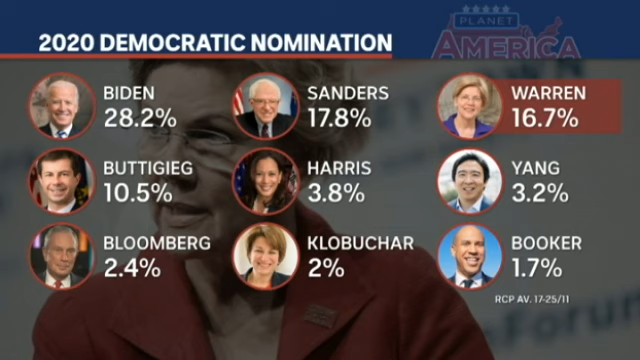 PLANET
AMERICA
2020 DEMOCRATIC NOMINATION
BIDEN
28.2%
SANDERS
17.8%
WARREN
16.7%
BUTTIGIEG
10.5%
HARRIS
3.8%
YANG
3.2%
BLOOMBERG
2.4%
KLOBUCHAR
2%
BOOKER
1.7%
RCP AV. 17-25/11